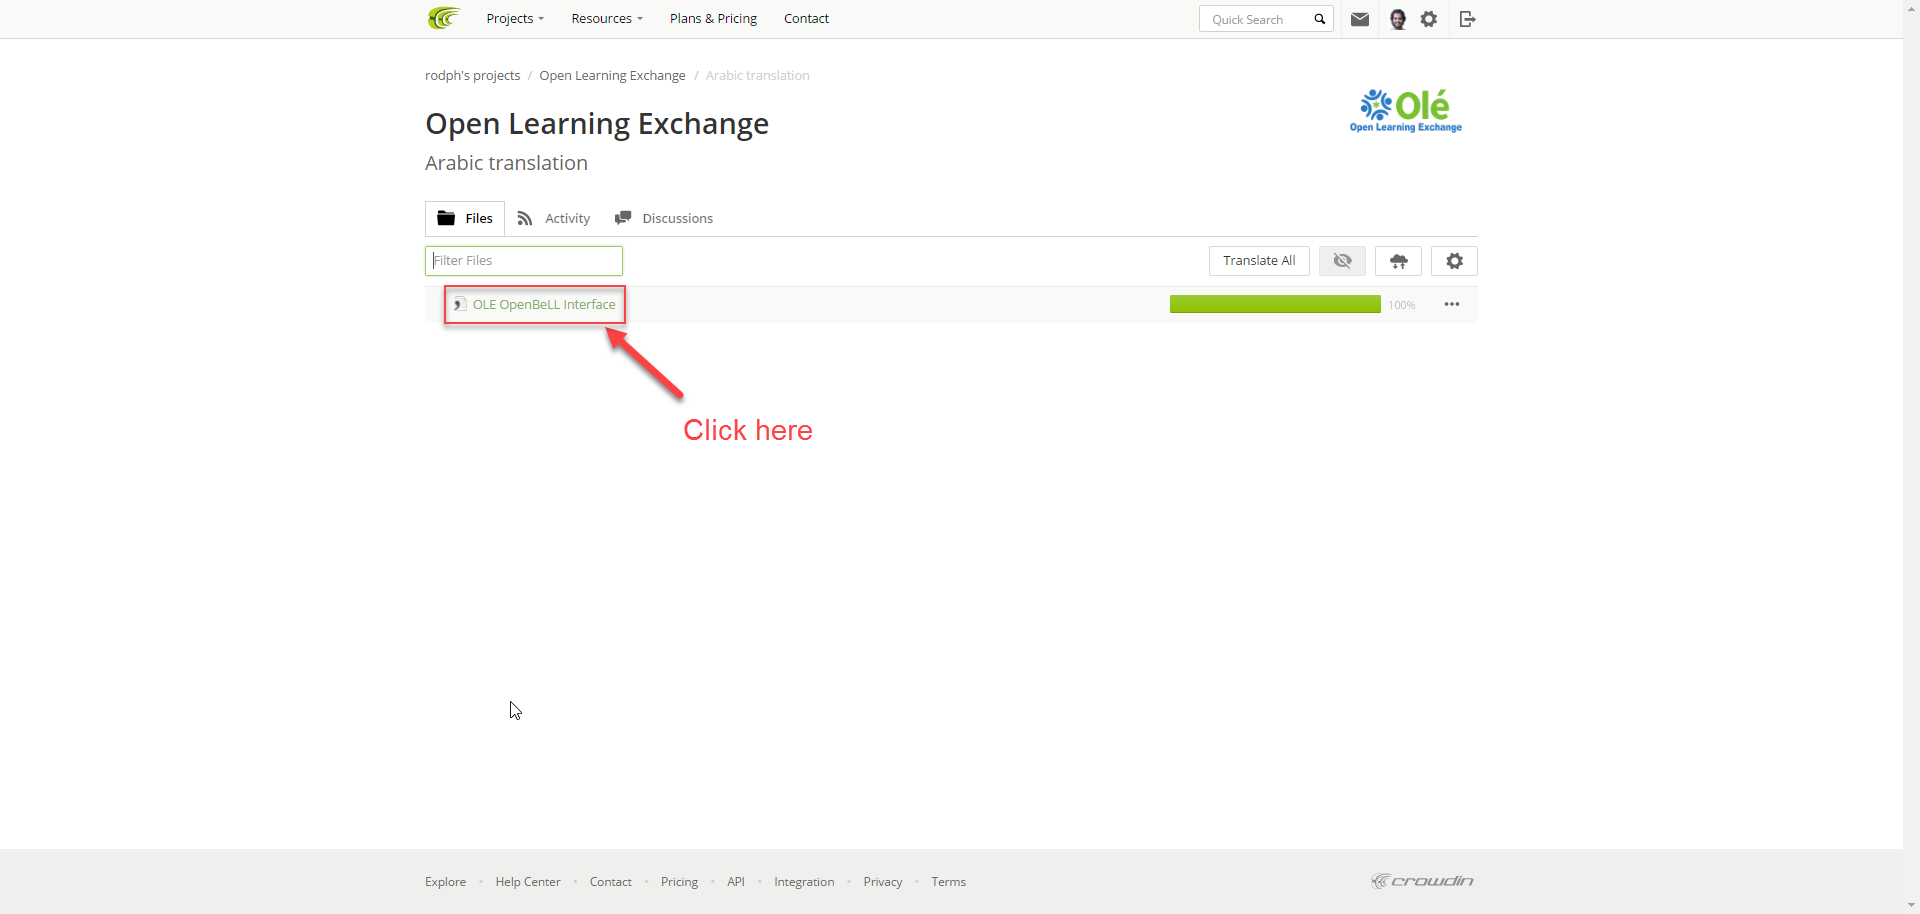 Projects Resources Plans & Pricing Contact Quick Search
rodph's projects / Open Learning Exchange / Arabic translation
Olé
Open Learning Exchange
Open Learning Exchange
Arabic translation
Files Activity Discussions
Filter Files Translate All
OLE OpenBeLL Interface 100%
Click here
Explore • Help Center • Contact • Pricing • API • Integration • Privacy • Terms crowdin